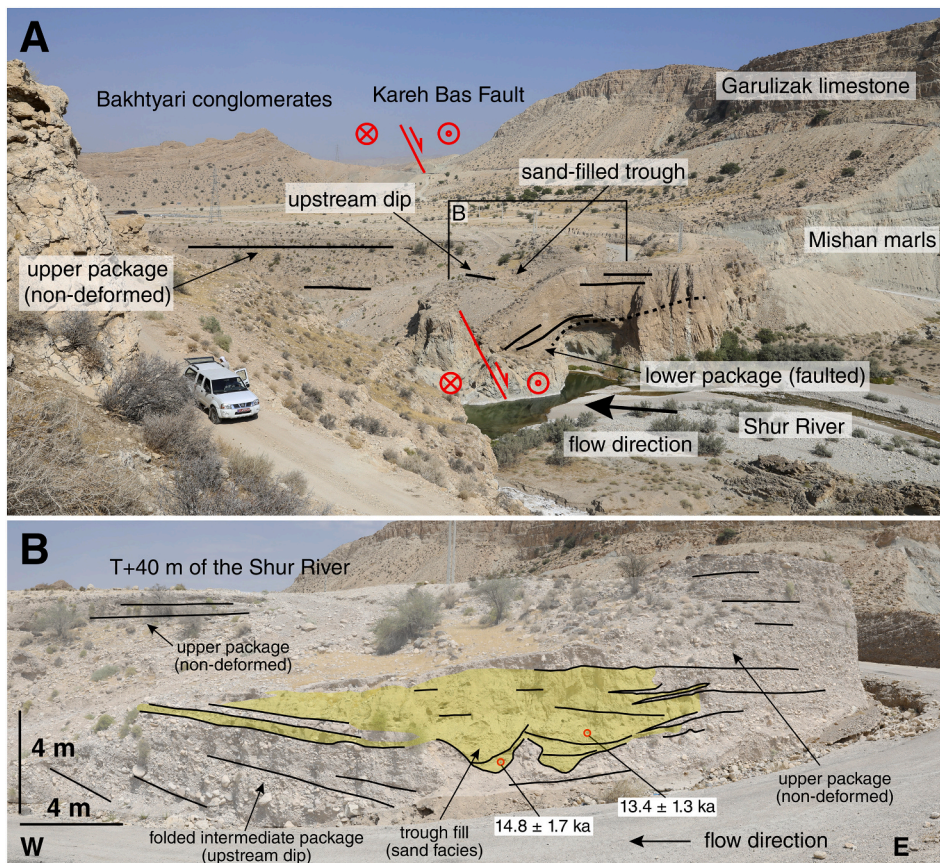 A
Bakhtyari conglomerates
Kareh Bas Fault
Garulizak limestone
sand-filled trough
upstream dip
B
Mishan marls
upper package
(non-deformed)
lower package (faulted)
flow direction
Shur River
B
T+40 m of the Shur River
upper package
(non-deformed)
4 m
4 m
folded intermediate package
(upstream dip)
trough fill
(sand facies)
14.8 ± 1.7 ka
13.4 ± 1.3 ka
upper package
(non-deformed)
flow direction
W
E